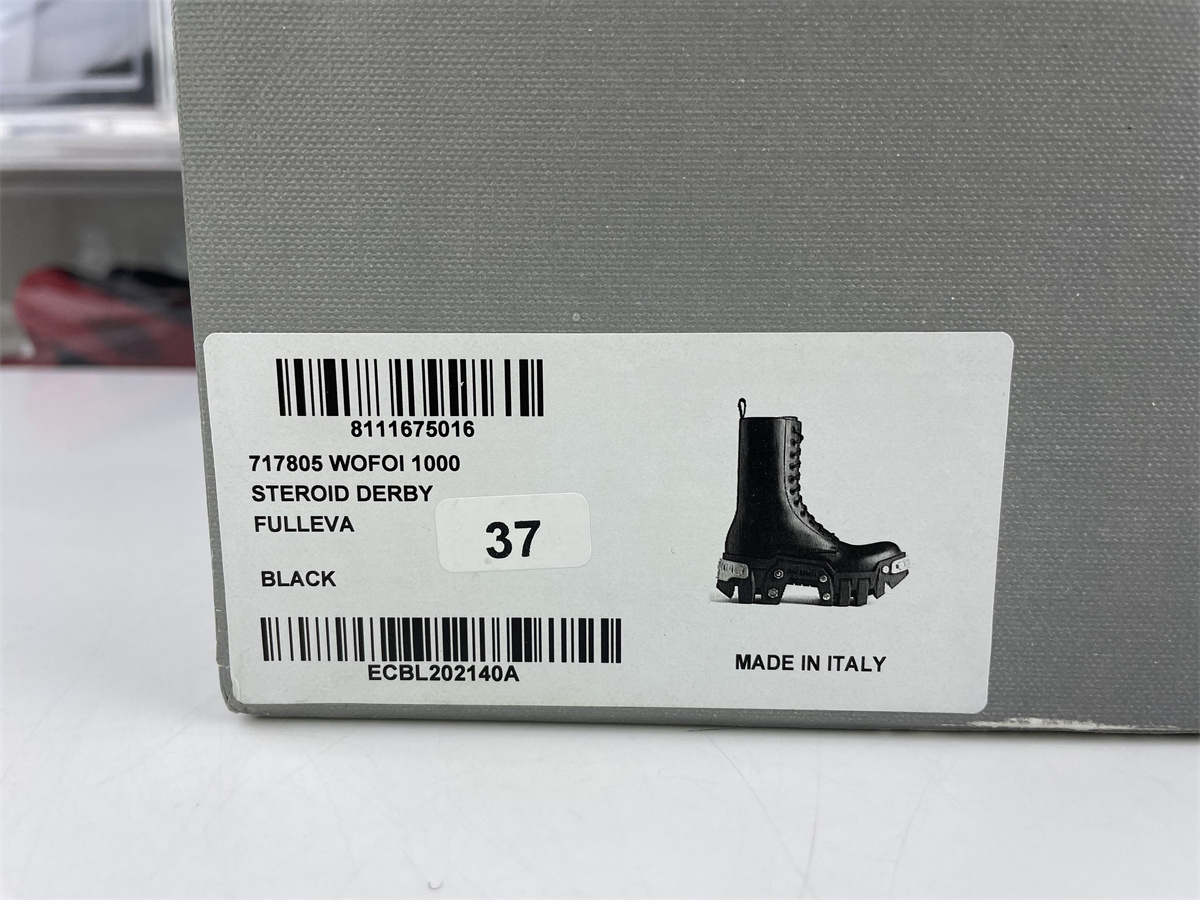 8111675016
717805 WOFOI 1000
STEROID DERBY
FULLEVA
37
BLACK
ECBL202140A
MADE IN ITALY